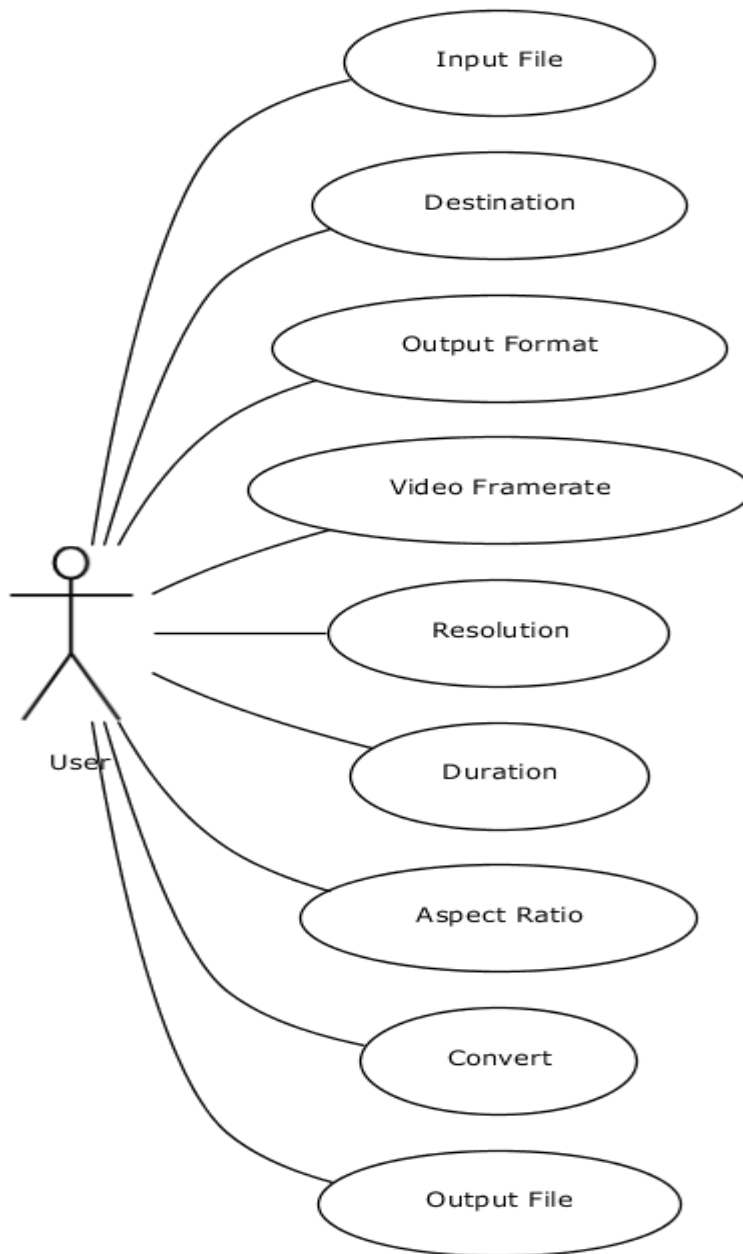 Input File
Destination
Output Format
Video Framerate
Resolution
User
Duration
Aspect Ratio
Convert
Output File